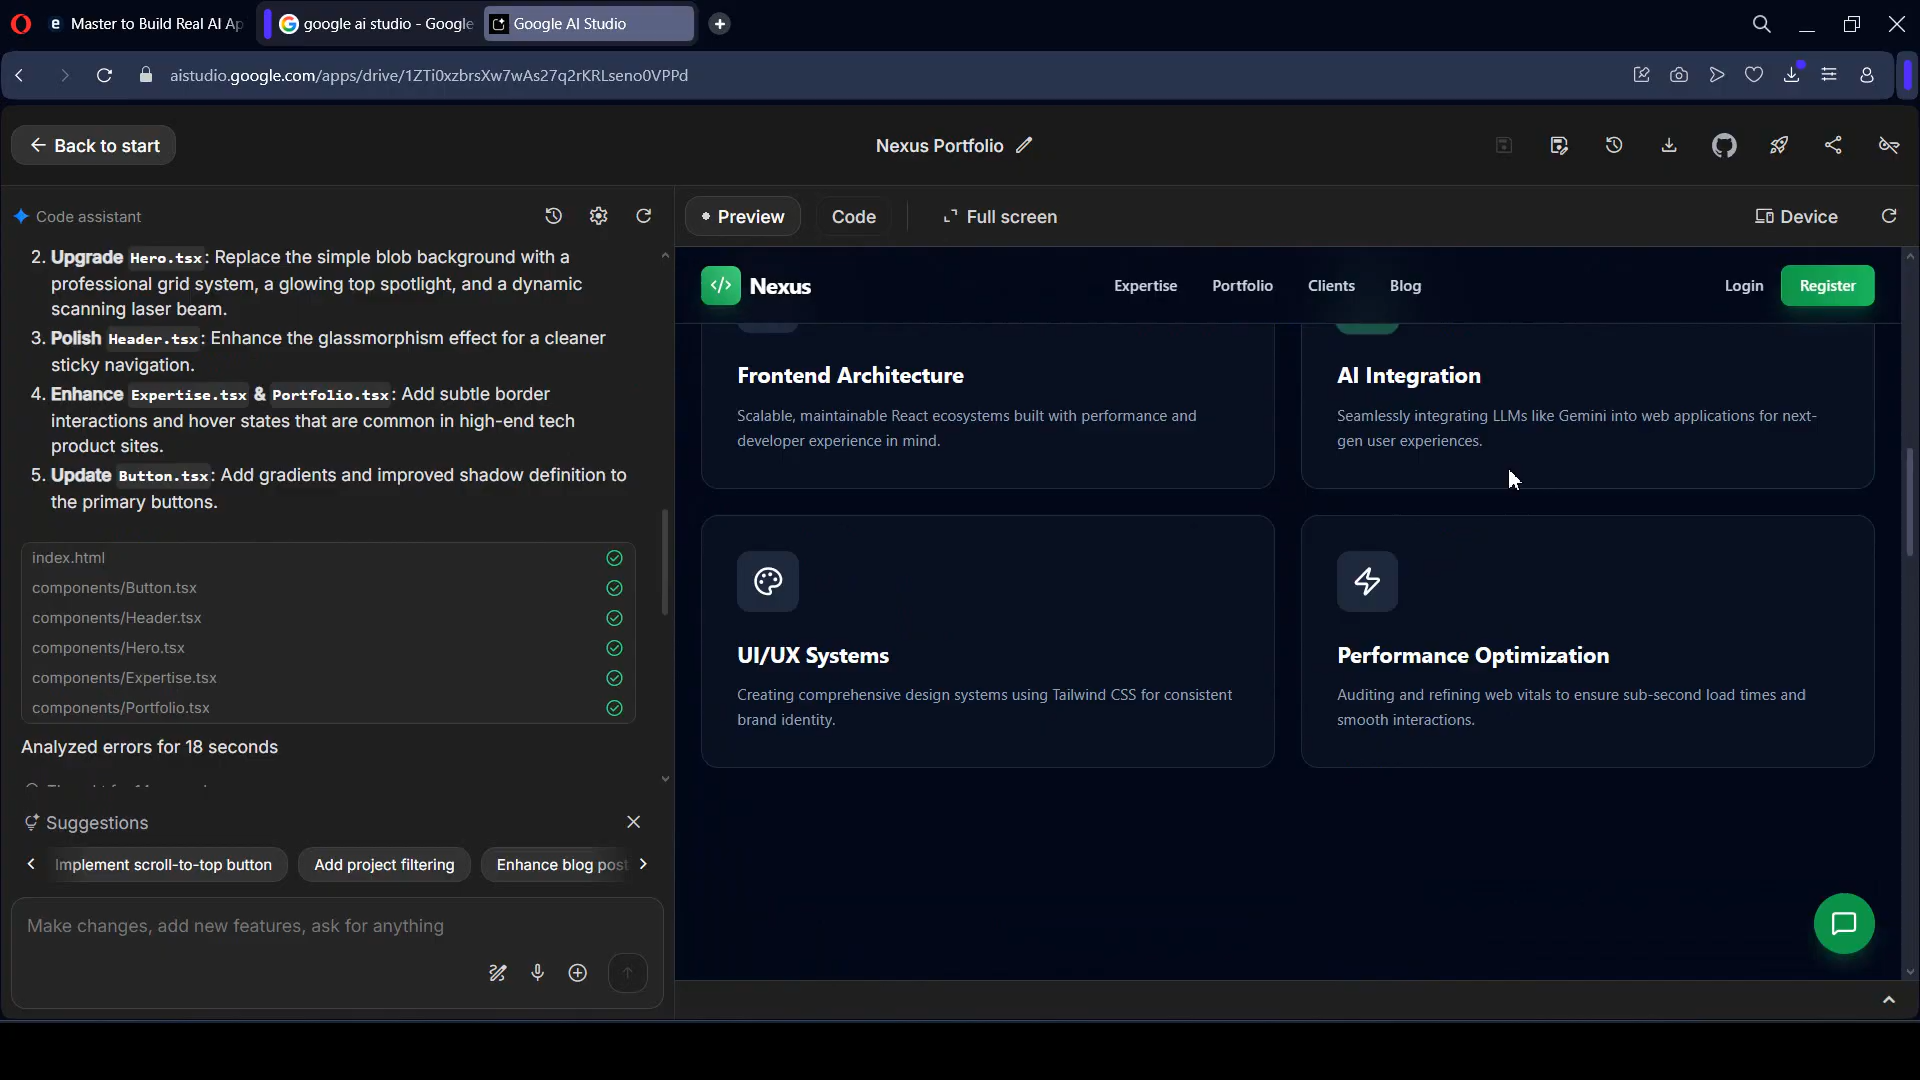 Master to Build Real AI Ap
google ai studio - Google
Google AI Studio
aistudio.google.com/apps/drive/1ZTi0xzbrsXw7wAs27q2rKRLseno0VPPd
Back to start
Nexus Portfolio
Code assistant
2. Upgrade Hero.tsx: Replace the simple blob background with a
professional grid system, a glowing top spotlight, and a dynamic
scanning laser beam.
3. Polish Header.tsx: Enhance the glassmorphism effect for a cleaner
sticky navigation.
4. Enhance Expertise.tsx & Portfolio.tsx: Add subtle border
interactions and hover states that are common in high-end tech
product sites.
5. Update Button.tsx: Add gradients and improved shadow definition to
the primary buttons.
index.html
components/Button.tsx
components/Header.tsx
components/Hero.tsx
components/Expertise.tsx
components/Portfolio.tsx
Analyzed errors for 18 seconds
Suggestions
Implement scroll-to-top button
Add project filtering
Enhance blog post
Make changes, add new features, ask for anything
Preview
Code
Full screen
Device
</> Nexus
Expertise
Portfolio
Clients
Blog
Login
Register
Frontend Architecture
Scalable, maintainable React ecosystems built with performance and
developer experience in mind.
AI Integration
Seamlessly integrating LLMs like Gemini into web applications for next-
gen user experiences.
UI/UX Systems
Creating comprehensive design systems using Tailwind CSS for consistent
brand identity.
Performance Optimization
Auditing and refining web vitals to ensure sub-second load times and
smooth interactions.